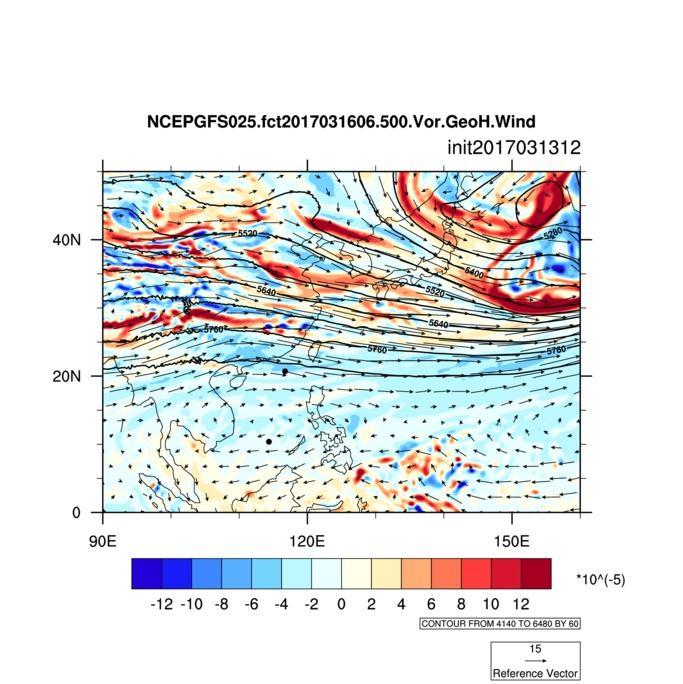 NCEPGFS025.fct2017031606.500.Vor.GeoH.Wind
init2017031312
5520
40N
5280
5400
5640
5520
5640
5760
5760
5760
20N
0
90E 120E 150E
-12 -10 -8 -6 -4 -2 0 2 4 6 8 10 12
*10^(-5)
CONTOUR FROM 4140 TO 6480 BY 60
15
Reference Vector